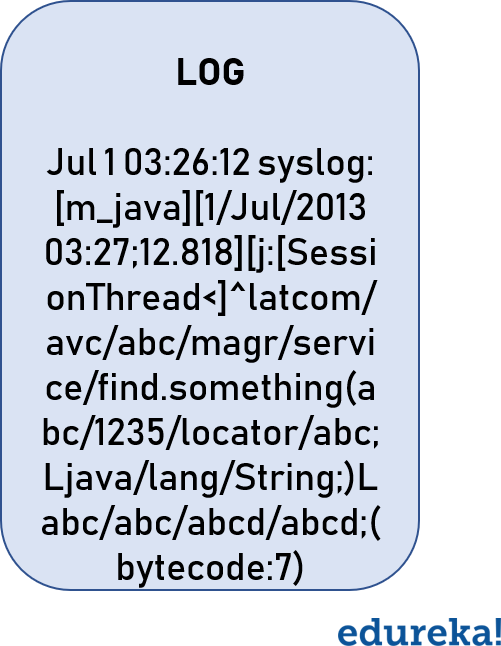 LOG
Jul 1 03:26:12 syslog:
[m_java][1/Jul/2013
03:27;12.818][j:[Sessi
onThread<]^latcom/
avc/abc/magr/servi
ce/find.something(a
bc/1235/locator/abc;
Ljava/lang/String;)L
abc/abc/abcd/abcd;(
bytecode:7)
edureka!